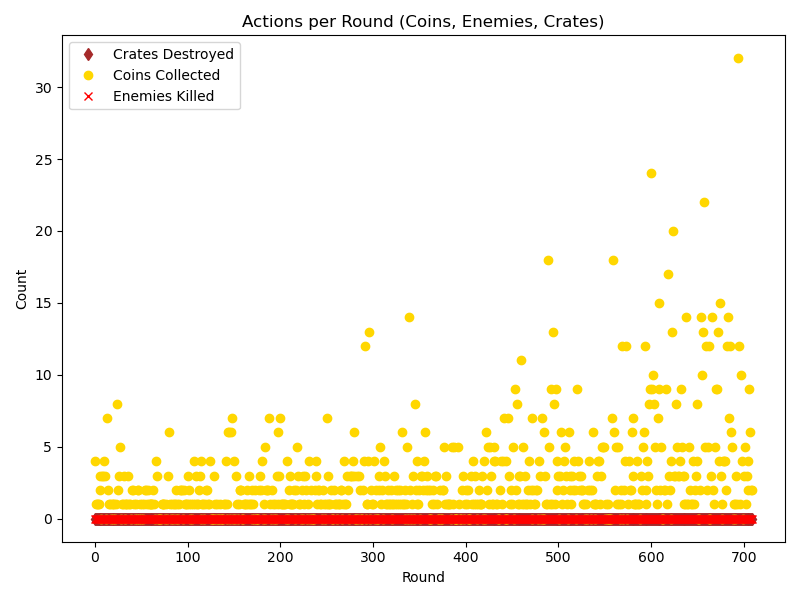 Actions per Round (Coins, Enemies, Crates)
Crates Destroyed
Coins Collected
Enemies Killed
Count
30
25
20
15
10
5
0
0 100 200 300 400 500 600 700
Round